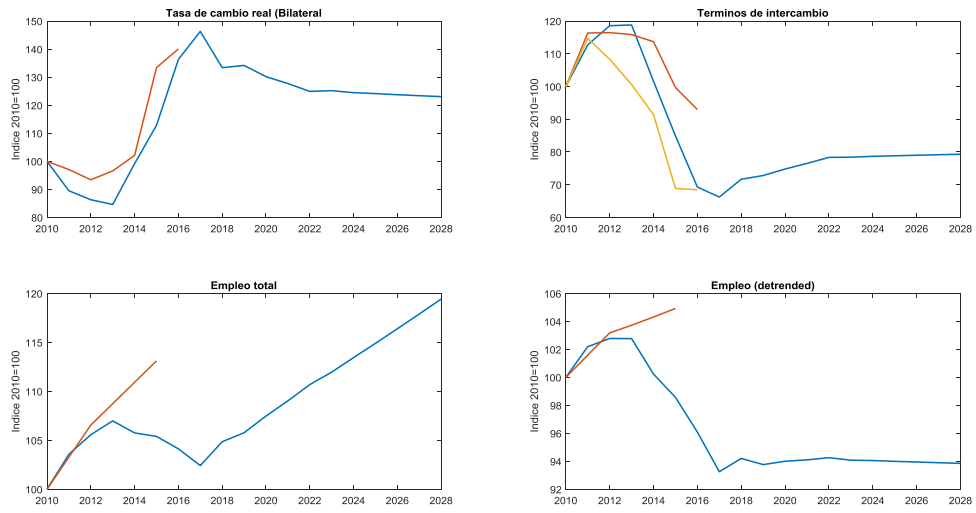 Tasa de cambio real (Bilateral
Indice 2010=100
150
140
130
120
110
100
90
80
2010 2012 2014 2016 2018 2020 2022 2024 2026 2028
Terminos de intercambio
Indice 2010=100
120
110
100
90
80
70
60
2010 2012 2014 2016 2018 2020 2022 2024 2026 2028
Empleo total
Indice 2010=100
120
115
110
105
100
2010 2012 2014 2016 2018 2020 2022 2024 2026 2028
Empleo (detrended)
Indice 2010=100
106
104
102
100
98
96
94
92
2010 2012 2014 2016 2018 2020 2022 2024 2026 2028